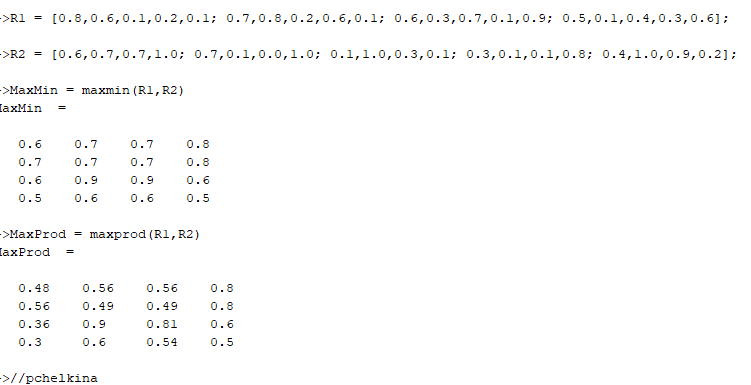 ->R1 = [0.8,0.6,0.1,0.2,0.1; 0.7,0.8,0.2,0.6,0.1; 0.6,0.3,0.7,0.1,0.9; 0.5,0.1,0.4,0.3,0.6];
->R2 = [0.6,0.7,0.7,1.0; 0.7,0.1,0.0,1.0; 0.1,1.0,0.3,0.1; 0.3,0.1,0.1,0.8; 0.4,1.0,0.9,0.2];
->MaxMin = maxmin(R1,R2)
MaxMin =
0.6 0.7 0.7 0.8
0.7 0.7 0.7 0.8
0.6 0.9 0.9 0.6
0.5 0.6 0.6 0.5
->MaxProd = maxprod(R1,R2)
MaxProd =
0.48 0.56 0.56 0.8
0.56 0.49 0.49 0.8
0.36 0.9 0.81 0.6
0.3 0.6 0.54 0.5
->//pchelkina